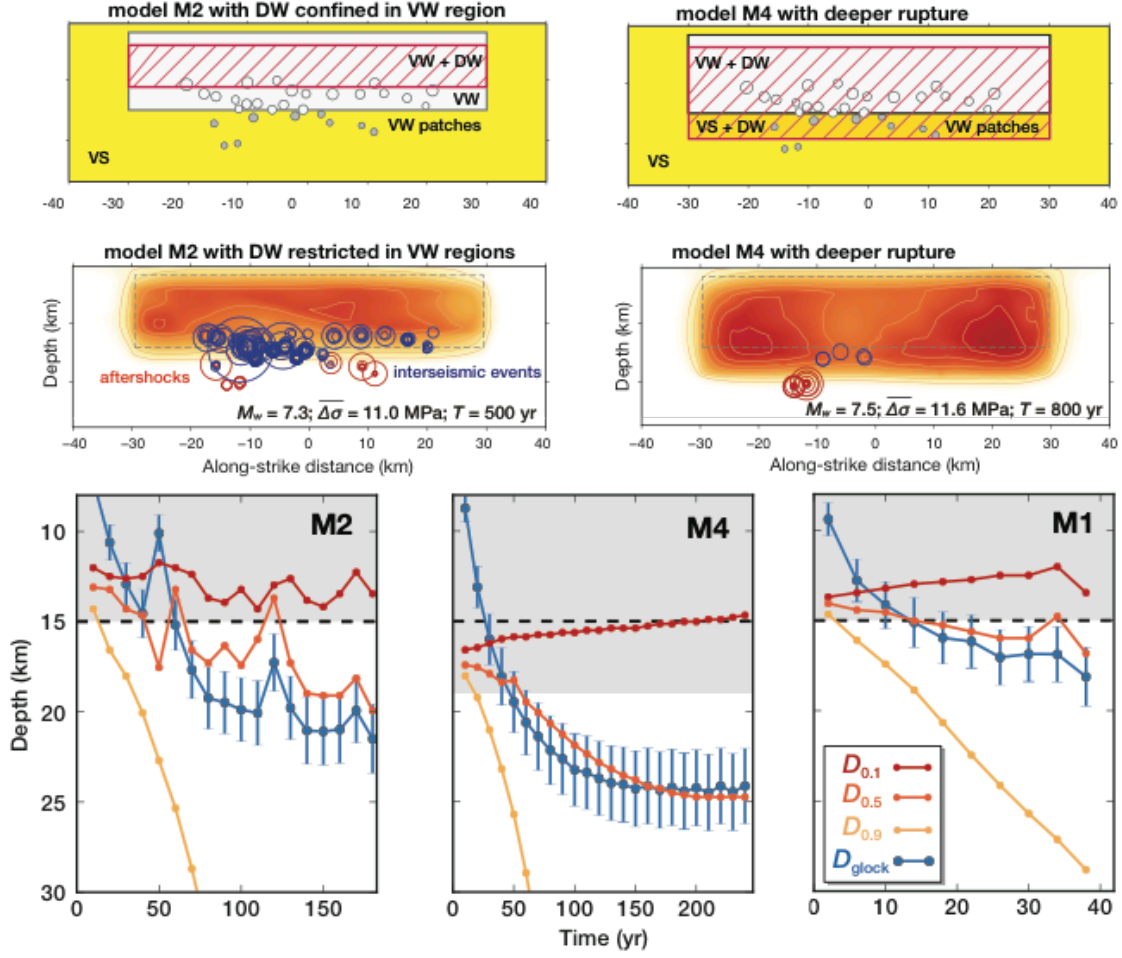 model M2 with DW confined in VW region
model M4 with deeper rupture
VW + DW
VW
VW patches
VS
-40 -30 -20 -10 0 10 20 30 40
VW + DW
VS + DW
VW patches
VS
-40 -30 -20 -10 0 10 20 30 40
model M2 with DW restricted in VW regions
model M4 with deeper rupture
Depth (km)
aftershocks
interseismic events
Mw = 7.3; Δσ = 11.0 MPa; T = 500 yr
−40 −30 −20 −10 0 10 20 30 40
Along-strike distance (km)
Depth (km)
Mw = 7.5; Δσ = 11.6 MPa; T = 800 yr
−40 −30 −20 −10 0 10 20 30 40
Along-strike distance (km)
M2
M4
M1
Depth (km)
10
15
20
25
30
D0.1
D0.5
D0.9
Dglock
0 50 100 150
0 50 100 150 200
0 10 20 30 40
Time (yr)